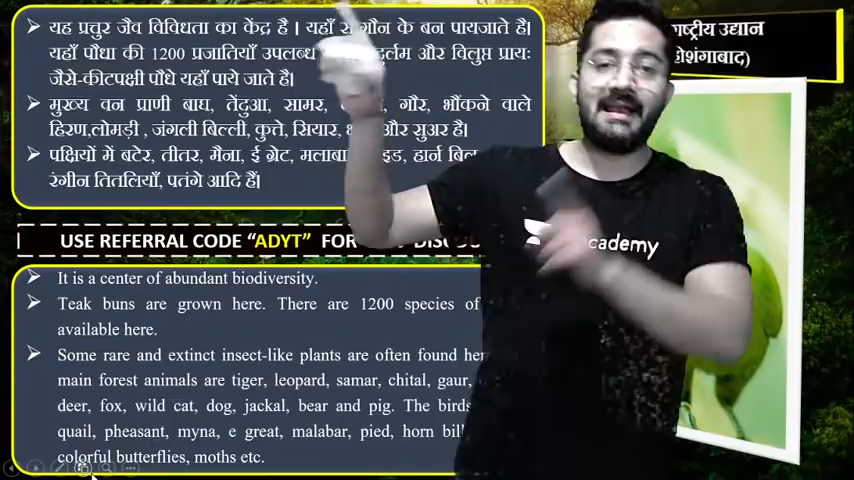 यह प्रचुर जैव विविधता का केंद्र है । यहाँ सागौन के बन पायजाते है।
राष्ट्रीय उद्यान
यहाँ पौधा की 1200 प्रजातियाँ उपलब्ध दुर्लभ और विलुप्त प्रायः
होशंगाबाद)
जैसे-कीटपक्षी पौधे यहाँ पाये जाते है।
मुख्य वन प्राणी बाघ, तेंदुआ, सामर, गौर, भौंकने वाले
हिरण,लोमड़ी , जंगली बिल्ली, कुत्ते, सियार, और सुअर है।
पक्षियों में बटेर, तीतर, मैना, ई ग्रेट, हार्न
रंगीन तितलियाँ, पतंगे आदि हैं।
USE REFERRAL CODE "ADYT" FOR
academy
It is a center of abundant biodiversity.
Teak buns are grown here. There are 1200 species of
available here.
Some rare and extinct insect-like plants are often found
main forest animals are tiger, leopard, samar, chital, gaur,
deer, fox, wild cat, dog, jackal, bear and pig. The birds
quail, pheasant, myna, e great, malabar, pied, horn
colorful butterflies, moths etc.